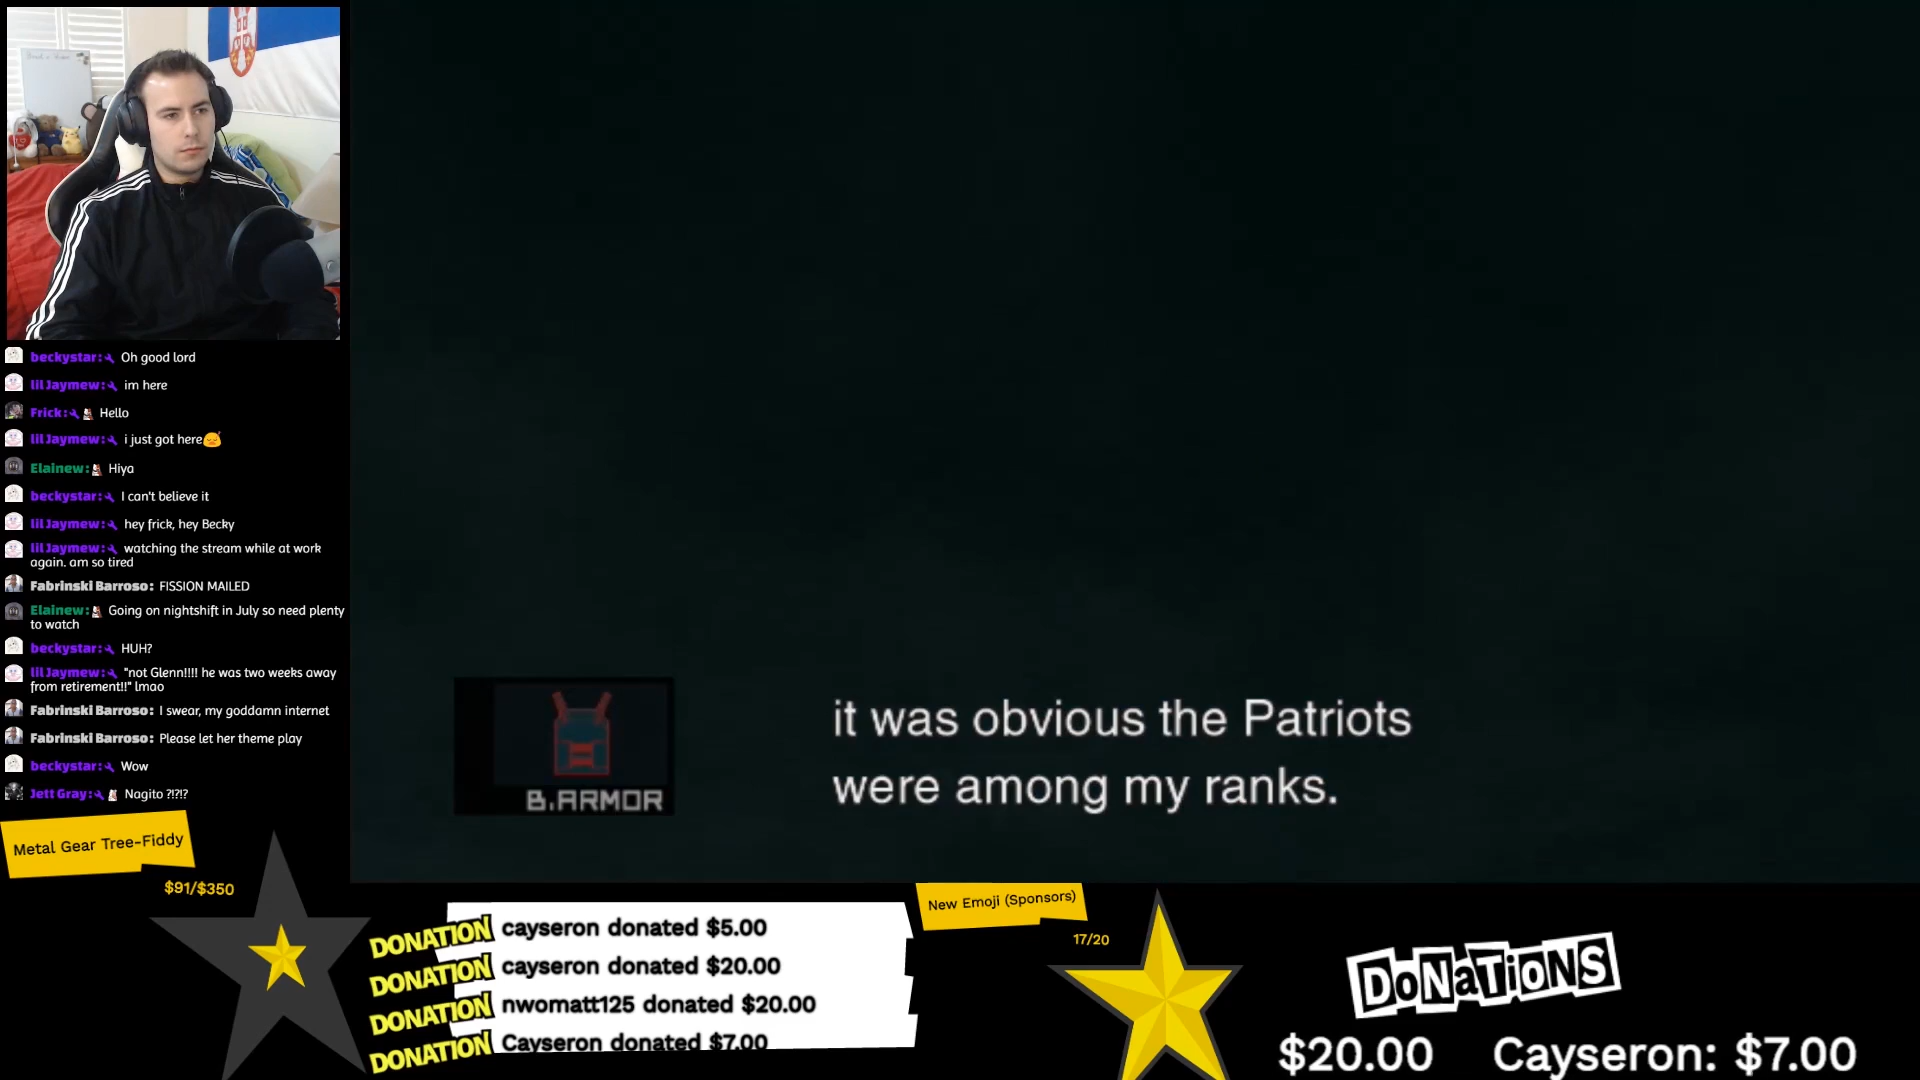 beckystar: Oh good lord
lil Jaymew: im here
Frick: Hello
lil Jaymew: i just got here
Elainew: Hiya
beckystar: I can't believe it
lil Jaymew: hey frick, hey Becky
lil Jaymew: watching the stream while at work
again. am so tired
Fabrinski Barroso: FISSION MAILED
Elainew: Going on nightshift in July so need plenty
to watch
beckystar: HUH?
lil Jaymew: "not Glenn!!!! he was two weeks away
from retirement!!" lmao
Fabrinski Barroso: I swear, my goddamn internet
Fabrinski Barroso: Please let her theme play
beckystar: Wow
Jett Gray: Nagito ?!?!?
it was obvious the Patriots
were among my ranks.
B.ARMOR
Metal Gear Tree-Fiddy
$91/$350
DONATION cayseron donated $5.00
DONATION cayseron donated $20.00
DONATION nwomatt125 donated $20.00
DONATION Cayseron donated $7.00
New Emoji (Sponsors)
17/20
DoNaTiONS
$20.00 Cayseron: $7.00